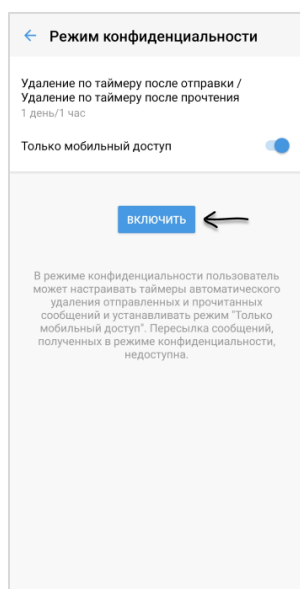 Режим конфиденциальности
Удаление по таймеру после отправки /
Удаление по таймеру после прочтения
1 день/1 час
Только мобильный доступ
ВКЛЮЧИТЬ
В режиме конфиденциальности пользователь
может настраивать таймеры автоматического
удаления отправленных и прочитанных
сообщений и устанавливать режим "Только
мобильный доступ". Пересылка сообщений,
полученных в режиме конфиденциальности,
недоступна.